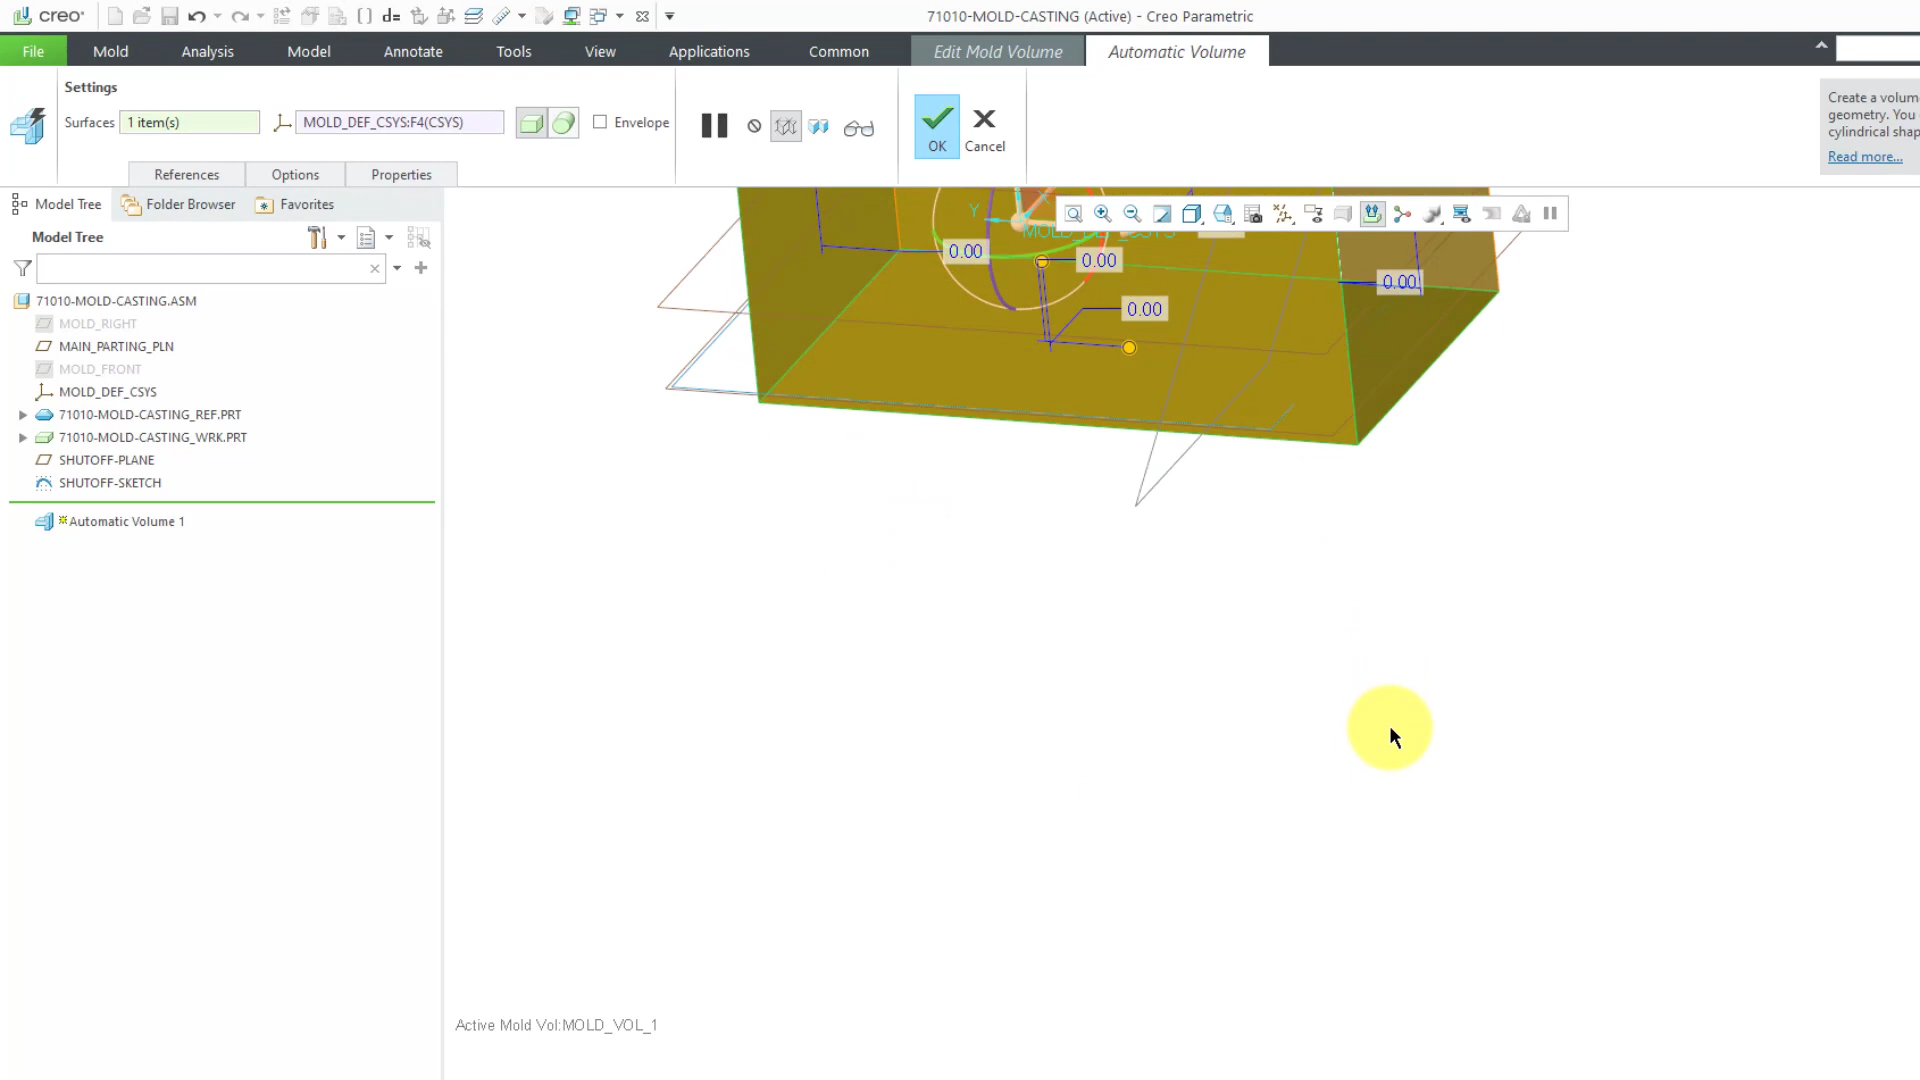 creo
71010-MOLD-CASTING (Active) - Creo Parametric
File Mold Analysis Model Annotate Tools View Applications Common Edit Mold Volume Automatic Volume
Settings
Surfaces 1 item(s) MOLD_DEF_CSYS:F4(CSYS) Envelope
OK Cancel
References Options Properties
Create a volum
geometry. You
cylindrical shap
Read more...
Model Tree Folder Browser Favorites
Model Tree
71010-MOLD-CASTING.ASM
MOLD_RIGHT
MAIN_PARTING_PLN
MOLD_FRONT
MOLD_DEF_CSYS
71010-MOLD-CASTING_REF.PRT
71010-MOLD-CASTING_WRK.PRT
SHUTOFF-PLANE
SHUTOFF-SKETCH
Automatic Volume 1
Y
X
MOLD_DEF_CSYS
0.00
0.00
0.00
0.00
Active Mold Vol:MOLD_VOL_1